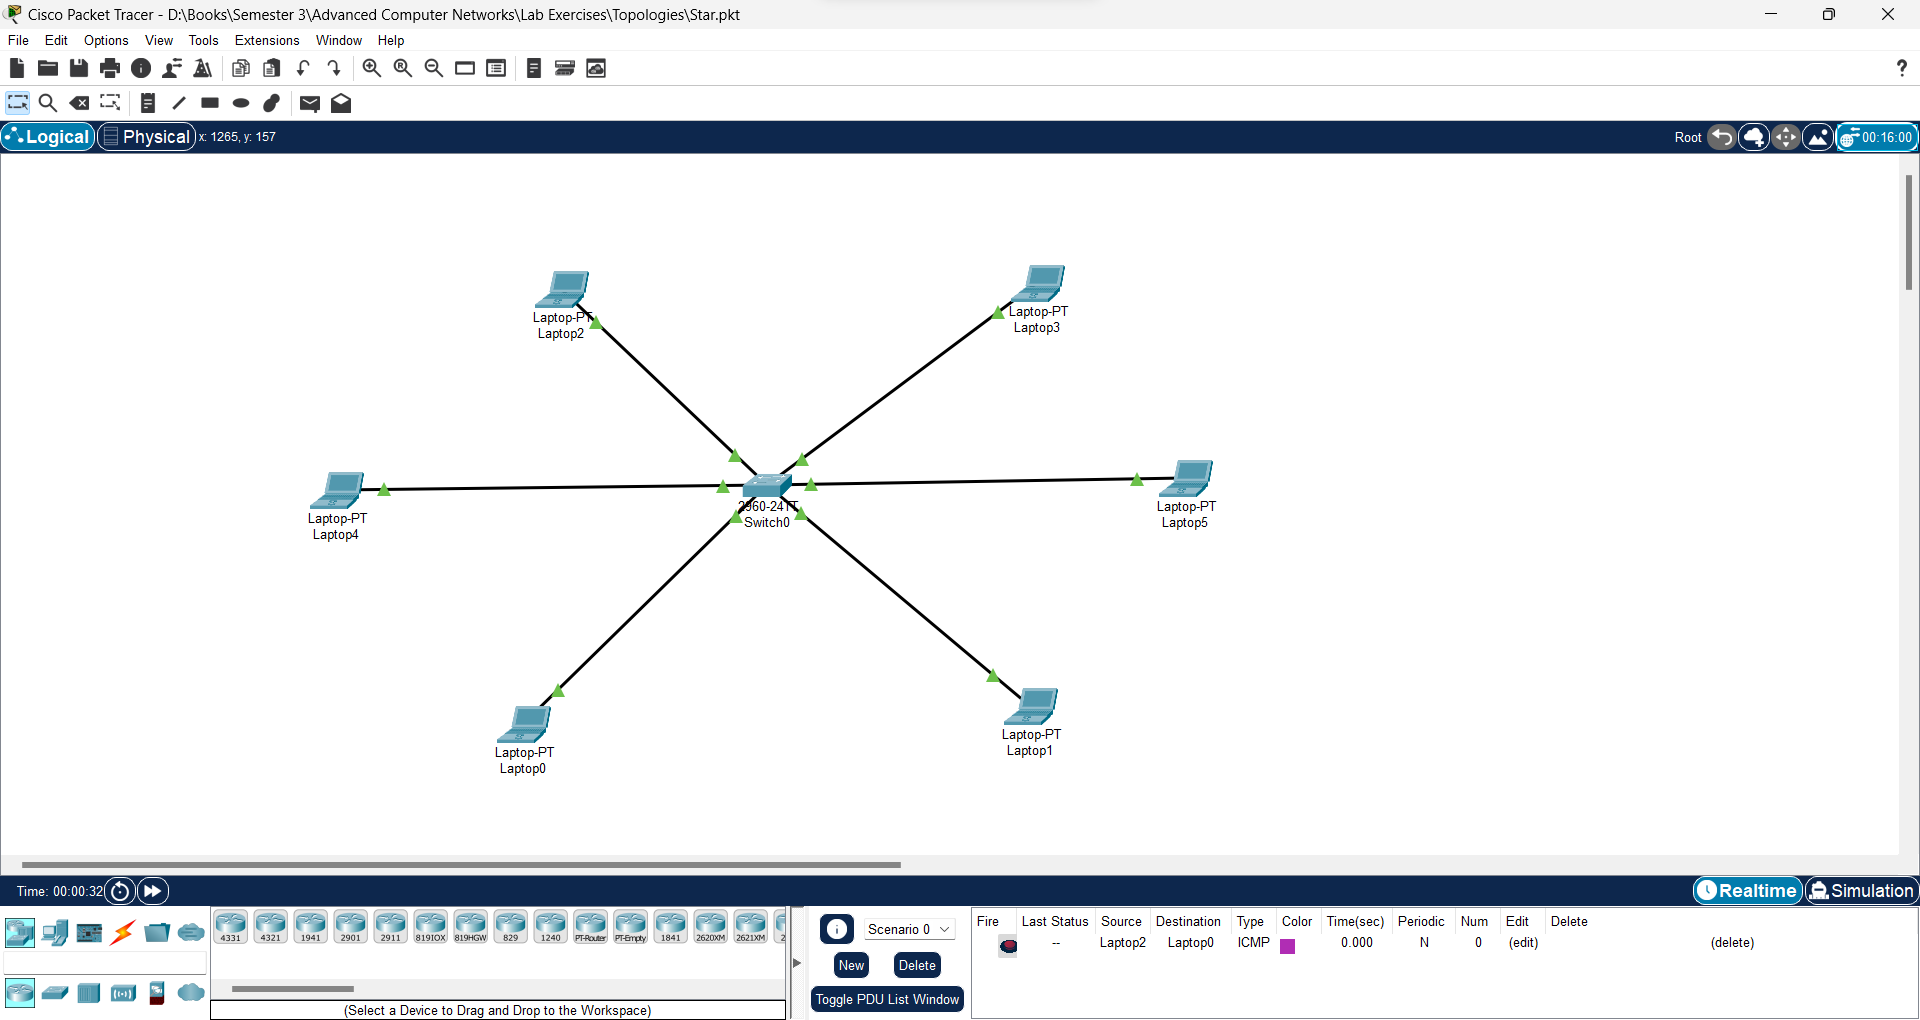 Cisco Packet Tracer - D:\Books\Semester 3\Advanced Computer Networks\Lab Exercises\Topologies\Star.pkt
File Edit Options View Tools Extensions Window Help
?
Logical Physical x: 1265, y: 157 Root 00:16:00
Laptop-PT
Laptop2
Laptop-PT
Laptop3
Laptop-PT
Laptop4
2960-24TT
Switch0
Laptop-PT
Laptop5
Laptop-PT
Laptop0
Laptop-PT
Laptop1
Time: 00:00:32 Realtime Simulation
4331 4321 1941 2901 2911 819IOX 819HGW 829 1240 PT-Router PT-Empty 1841 2620XM 2621XM 2
(Select a Device to Drag and Drop to the Workspace)
Scenario 0
New Delete
Toggle PDU List Window
Fire Last Status Source Destination Type Color Time(sec) Periodic Num Edit Delete
-- Laptop2 Laptop0 ICMP 0.000 N 0 (edit) (delete)